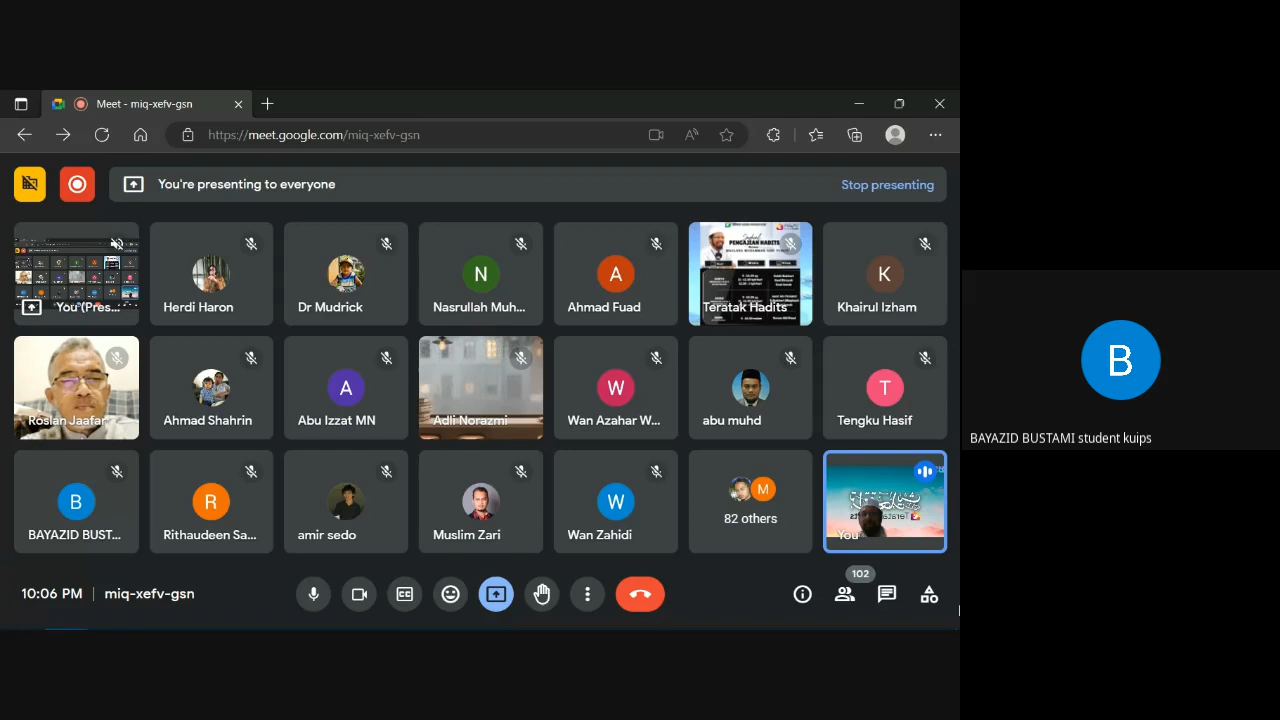 Meet - miq-xefv-gsn
https://meet.google.com/miq-xefv-gsn
You're presenting to everyone
Stop presenting
You (Pres...
Herdi Haron
Dr Mudrick
N
Nasrullah Muh...
A
Ahmad Fuad
PENGAJIAN HADITS
Teratak Hadits
K
Khairul Izham
Roslan Jaafar
Ahmad Shahrin
A
Abu Izzat MN
Adli Norazmi
W
Wan Azhar W...
abu muhd
T
Tengku Hasif
B
BAYAZID BUST...
R
Rithaudeen Sa...
amir sedo
Muslim Zari
W
Wan Zahidi
M
82 others
You
B
BAYAZID BUSTAMI student kuips
102
10:06 PM | miq-xefv-gsn